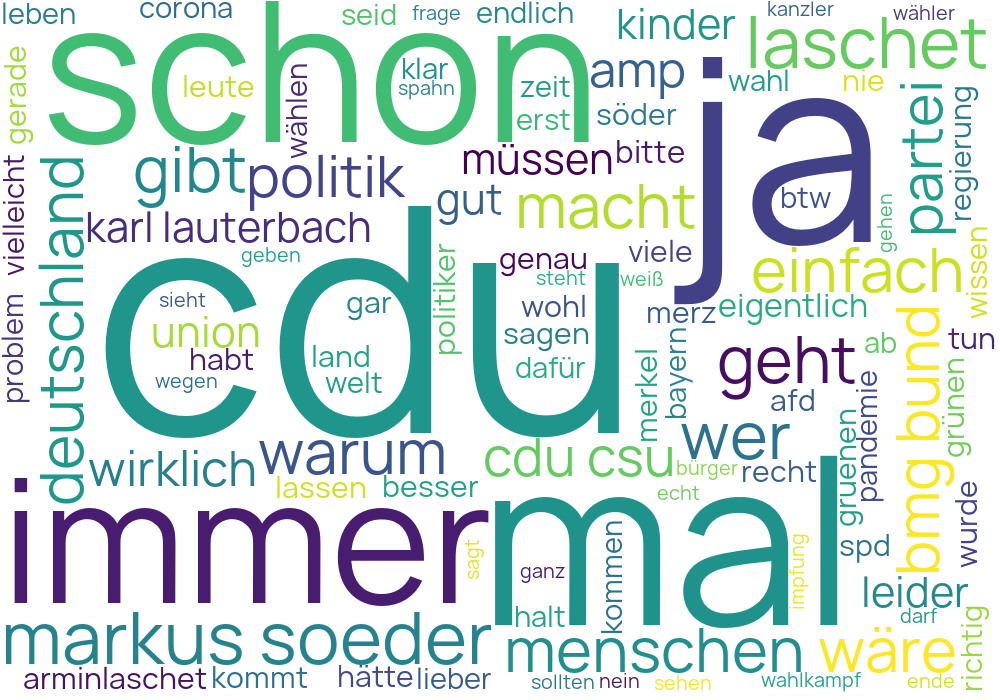 leben
corona
seid
frage
endlich
kinder
kanzler
wähler
laschet
schon
gerade
leute
wählen
klar
spahn
zeit
erst
amp
söder
wahl
nie
ja
btw
partei
regierung
vielleicht
deutschland
gibt
politik
müssen
bitte
karl lauterbach
gut
macht
gehen
geben
cdu
politiker
genau
viele
steht
weiß
einfach
wissen
problem
sieht
union
habt
wegen
gar
land
welt
wohl
sagen
dafür
merz
eigentlich
merkel
bayern
geht
ab
tun
afd
bmg bund
grünen
pandemie
gruenen
wirklich
warum
lassen
besser
cdu csu
bürger
wer
recht
echt
immer
mal
sagt
ganz
kommen
impfung
spd
wurde
leider
darf
richtig
halt
markus soeder
menschen
wäre
arminlaschet
kommt
hätte
lieber
sollten
nein
sehen
wahlkampf
ende